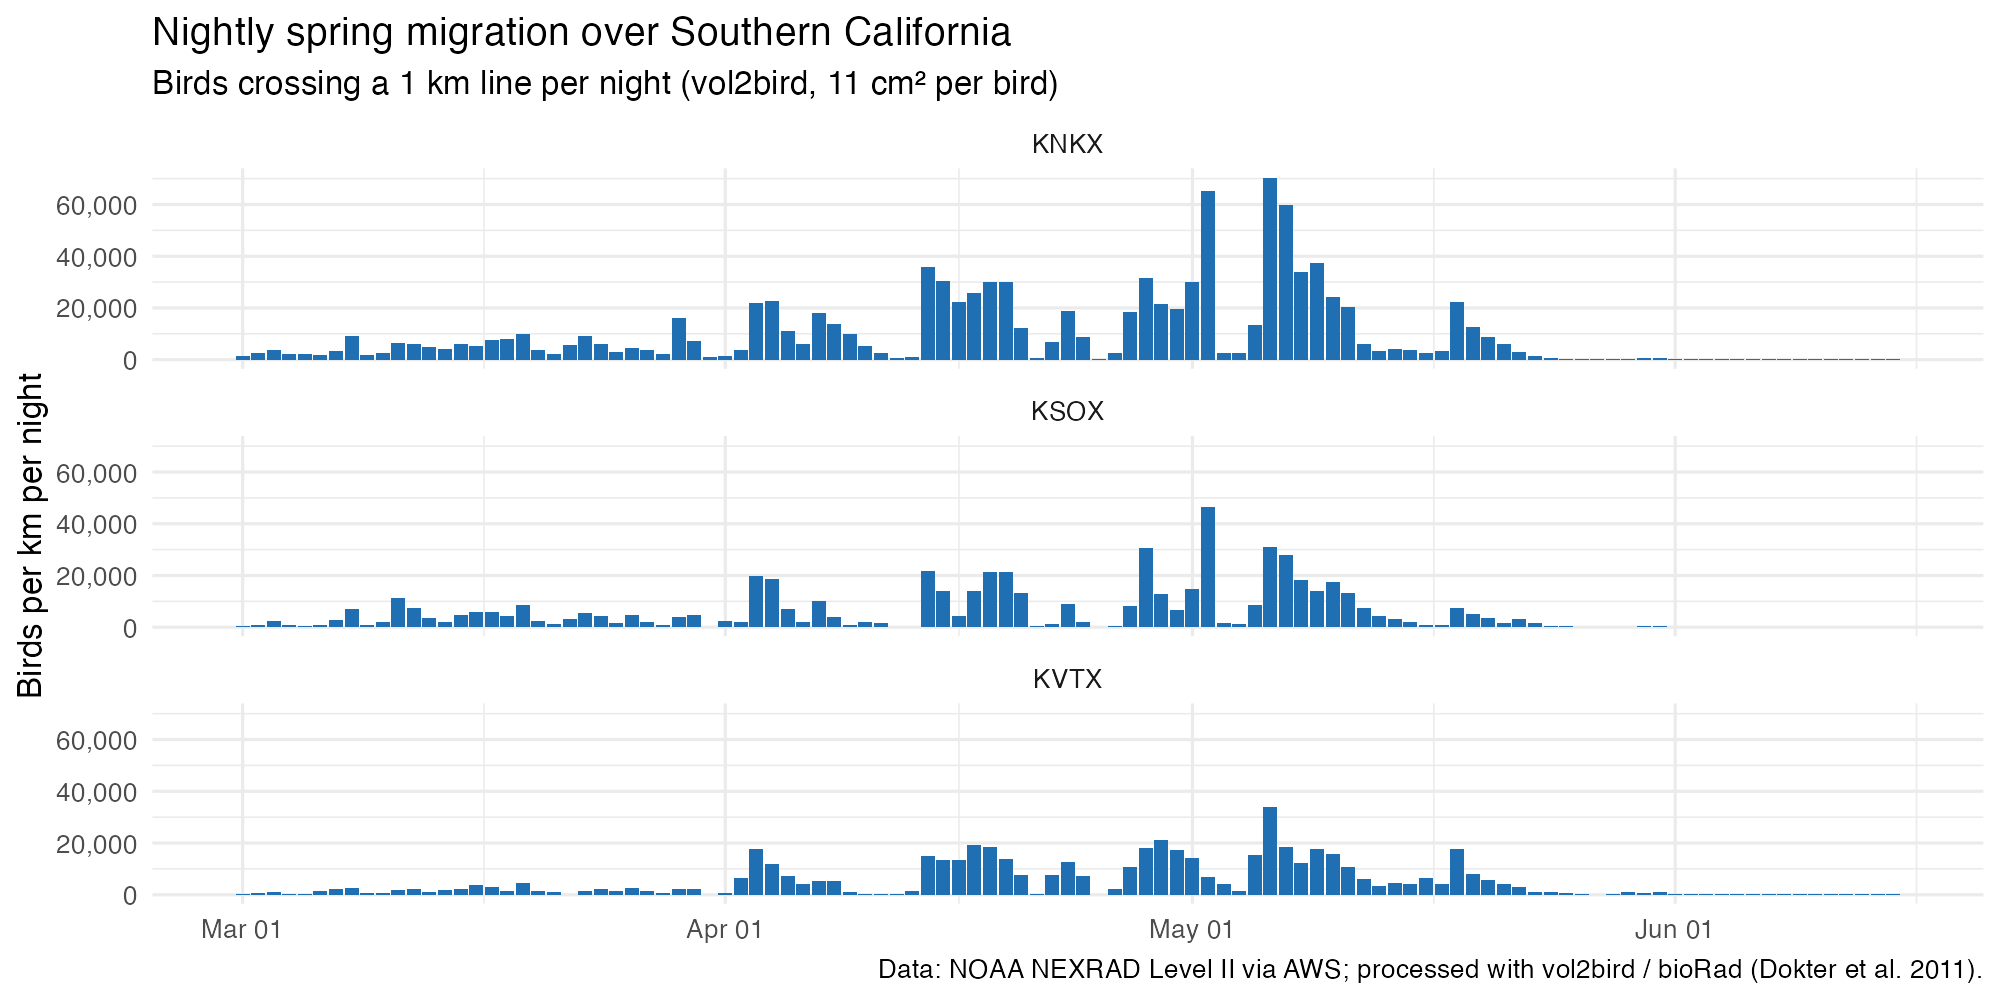 Nightly spring migration over Southern California
Birds crossing a 1 km line per night (vol2bird, 11 cm² per bird)
Birds per km per night
KNKX
60,000
40,000
20,000
0
KSOX
60,000
40,000
20,000
0
KVTX
60,000
40,000
20,000
0
Mar 01
Apr 01
May 01
Jun 01
Data: NOAA NEXRAD Level II via AWS; processed with vol2bird / bioRad (Dokter et al. 2011).